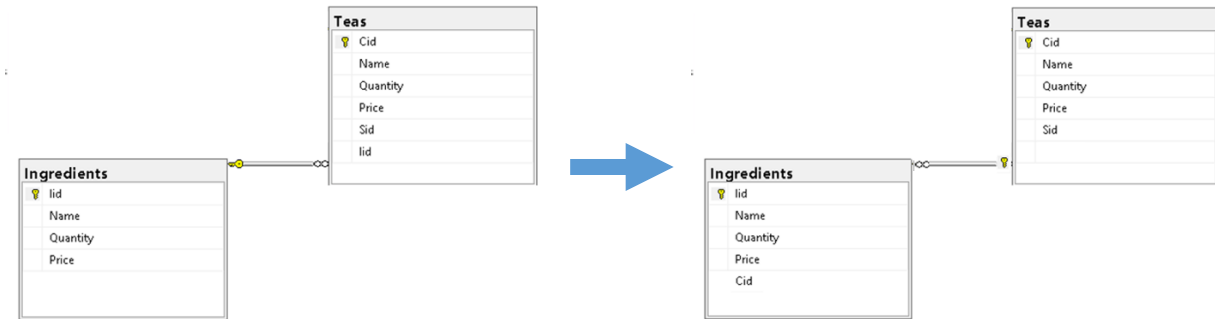 Teas
Cid
Name
Quantity
Price
Sid
Iid
Ingredients
Iid
Name
Quantity
Price
Teas
Cid
Name
Quantity
Price
Sid
Ingredients
Iid
Name
Quantity
Price
Cid